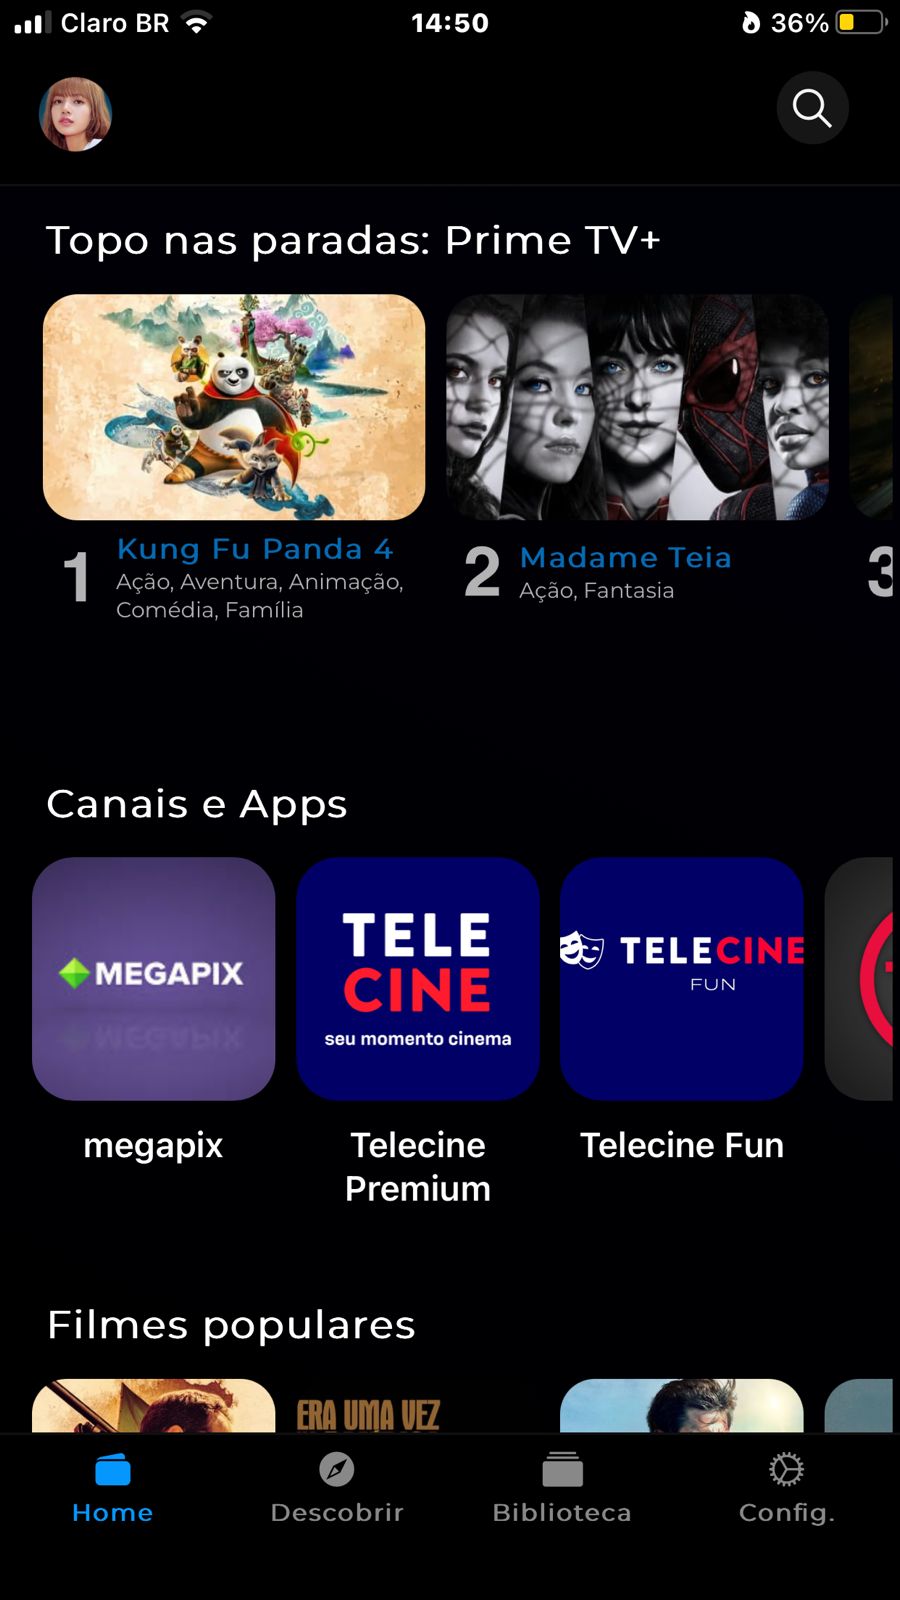 Claro BR
14:50
36%
Topo nas paradas: Prime TV+
1
Kung Fu Panda 4
Ação, Aventura, Animação,
Comédia, Família
2
Madame Teia
Ação, Fantasia
3
Canais e Apps
MEGAPIX
TELE
CINE
seu momento cinema
TELECINE
FUN
megapix
Telecine
Premium
Telecine Fun
Filmes populares
ERA UMA VEZ
Home
Descobrir
Biblioteca
Config.